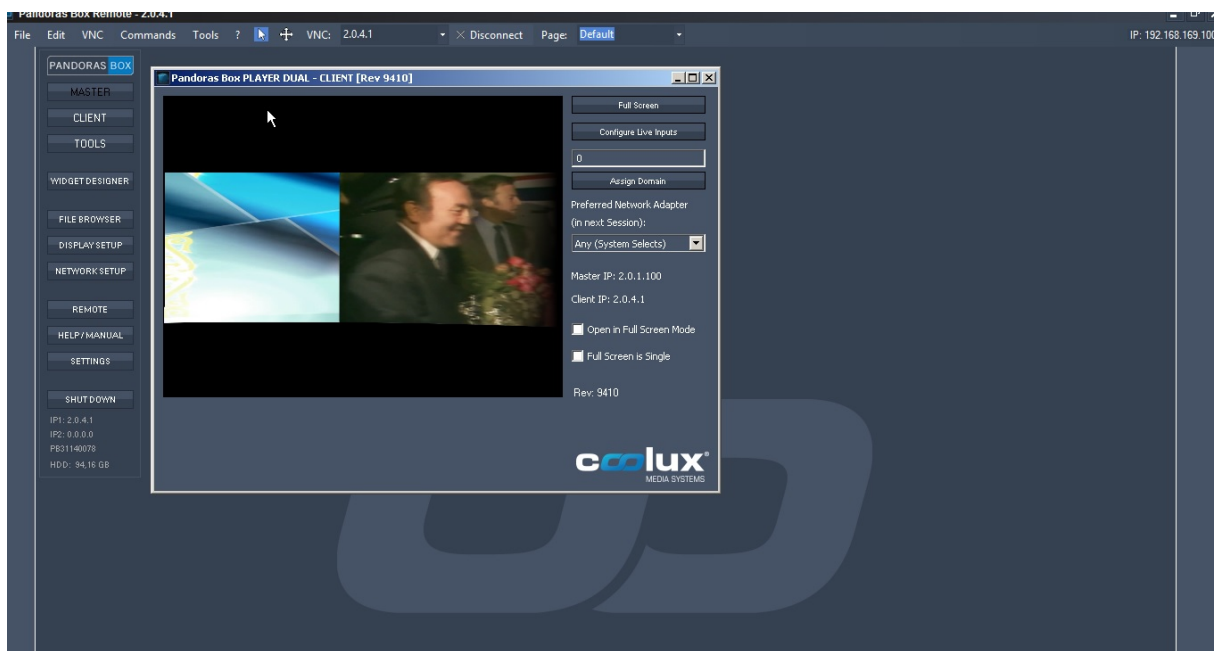 Pandoras Box Remote - 2.0.4.1
File Edit VNC Commands Tools ? VNC: 2.0.4.1 Disconnect Page: Default IP: 192.168.169.100
PANDORAS BOX
MASTER
CLIENT
TOOLS
WIDGET DESIGNER
FILE BROWSER
DISPLAY SETUP
NETWORK SETUP
REMOTE
HELP / MANUAL
SETTINGS
SHUT DOWN
IP1: 2.0.4.1
IP2: 0.0.0.0
PB31140078
HDD: 94,16 GB
Pandoras Box PLAYER DUAL - CLIENT [Rev 9410]
Full Screen
Configure Live Inputs
0
Assign Domain
Preferred Network Adapter
(in next Session):
Any (System Selects)
Master IP: 2.0.1.100
Client IP: 2.0.4.1
Open in Full Screen Mode
Full Screen is Single
Rev: 9410
coolux
MEDIA SYSTEMS